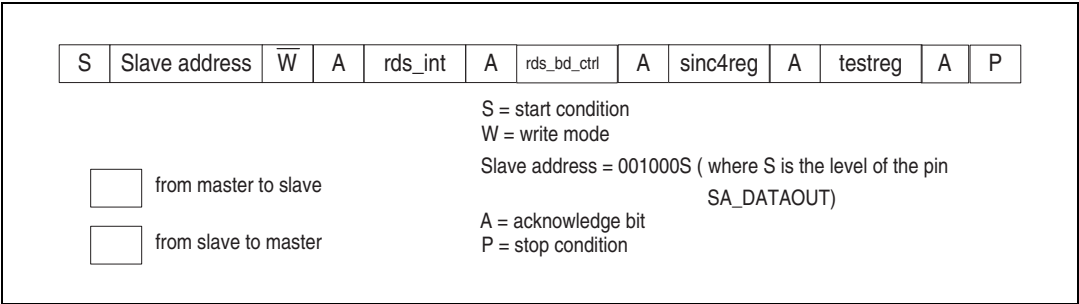 S Slave address W A rds_int A rds_bd_ctrl A sinc4reg A testreg A P
S = start condition
W = write mode
Slave address = 001000S ( where S is the level of the pin
SA_DATAOUT)
from master to slave
A = acknowledge bit
from slave to master
P = stop condition